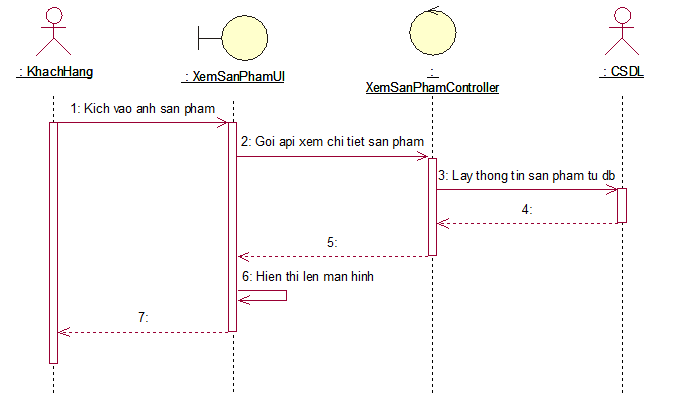 : KhachHang
: XemSanPhamUI
:
XemSanPhamController
: CSDL
1: Kich vao anh san pham
2: Goi api xem chi tiet san pham
3: Lay thong tin san pham tu db
4:
5:
6: Hien thi len man hinh
7: